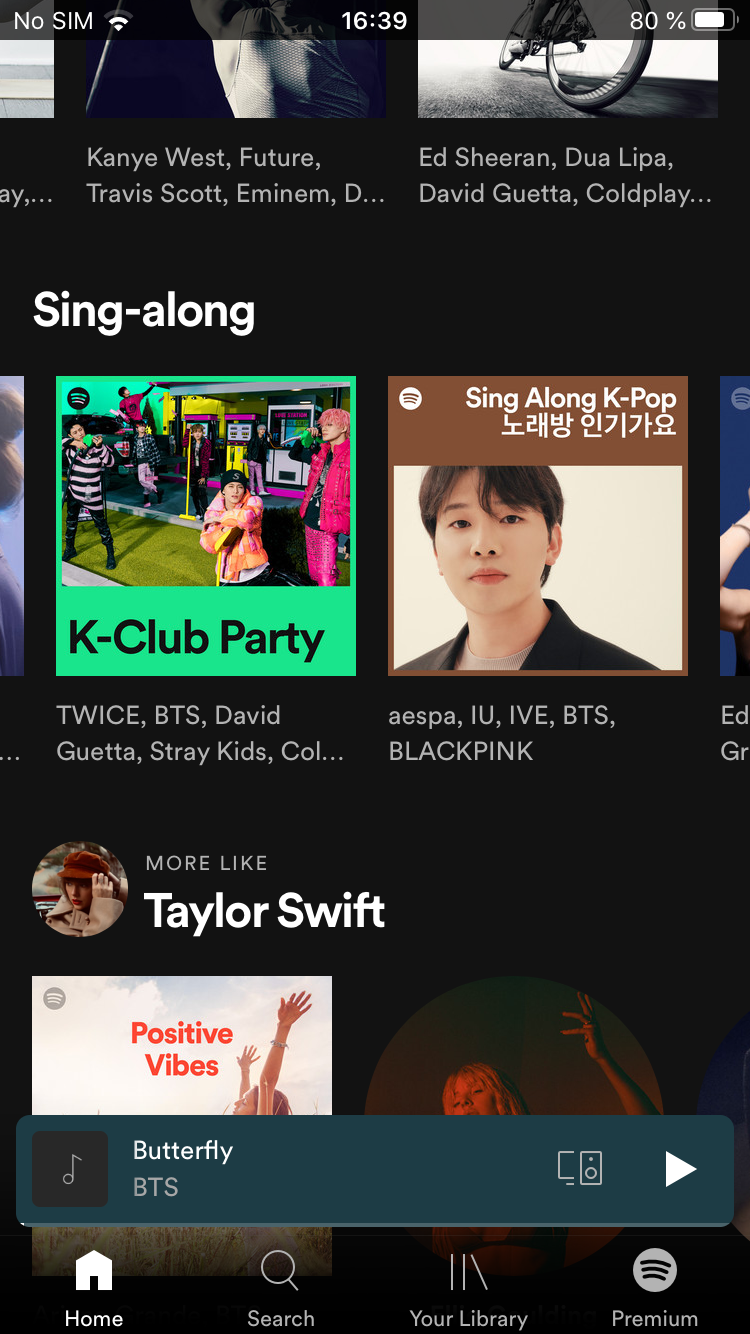 No SIM 16:39 80 %
ay,...
Kanye West, Future,
Travis Scott, Eminem, D...
Ed Sheeran, Dua Lipa,
David Guetta, Coldplay...
Sing-along
K-Club Party
Sing Along K-Pop
노래방 인기가요
...
TWICE, BTS, David
Guetta, Stray Kids, Col...
aespa, IU, IVE, BTS,
BLACKPINK
Ed
Gr
MORE LIKE
Taylor Swift
Positive
Vibes
Butterfly
BTS
Home
Search
Your Library
Premium